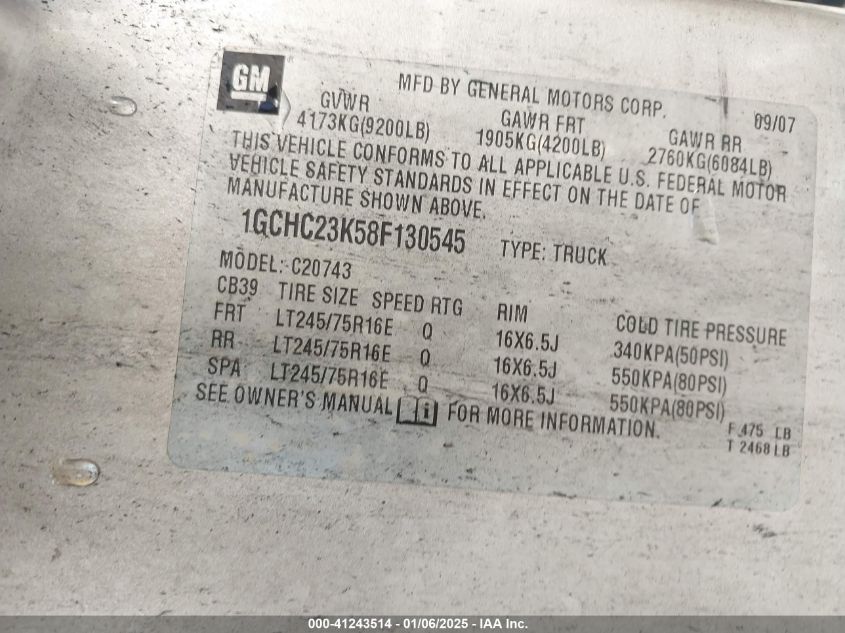 GM
MFD BY GENERAL MOTORS CORP. 09/07
GVWR GAWR FRT GAWR RR
4173KG(9200LB) 1905KG(4200LB) 2760KG(6084LB)
THIS VEHICLE CONFORMS TO ALL APPLICABLE U.S. FEDERAL MOTOR
VEHICLE SAFETY STANDARDS IN EFFECT ON THE DATE OF
MANUFACTURE SHOWN ABOVE.
1GCHC23K58F130545 TYPE: TRUCK
MODEL: C20743
CB39 TIRE SIZE SPEED RTG RIM COLD TIRE PRESSURE
FRT LT245/75R16E Q 16X6.5J 340KPA(50PSI)
RR LT245/75R16E Q 16X6.5J 550KPA(80PSI)
SPA LT245/75R16E Q 16X6.5J 550KPA(80PSI)
SEE OWNER'S MANUAL i FOR MORE INFORMATION.
F 475 LB
T 2468 LB
000-41243514 - 01/06/2025 - IAA Inc.